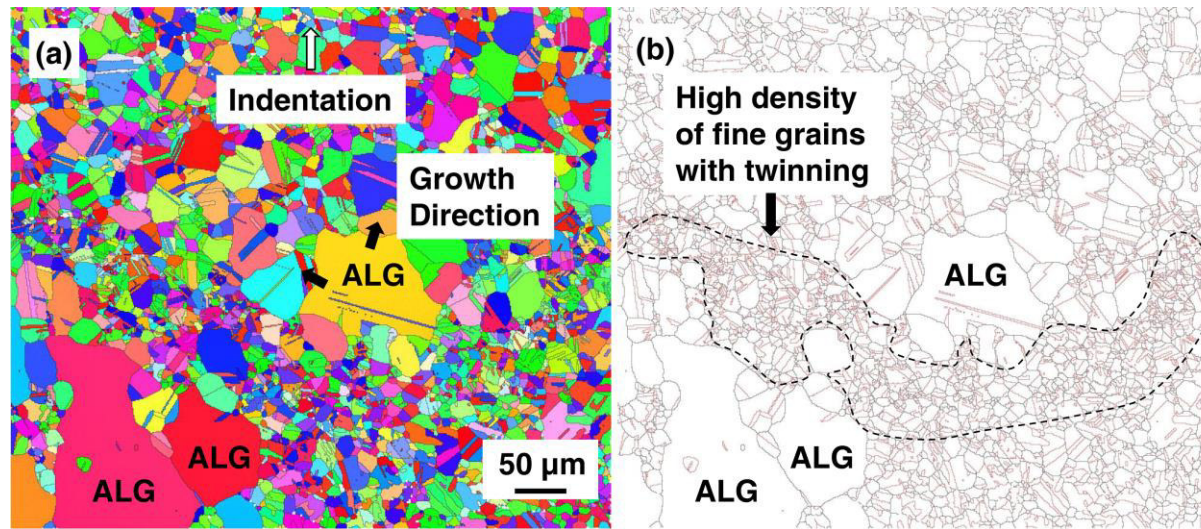 (a)
Indentation
Growth
Direction
ALG
ALG
ALG
50 μm
(b)
High density
of fine grains
with twinning
ALG
ALG
ALG